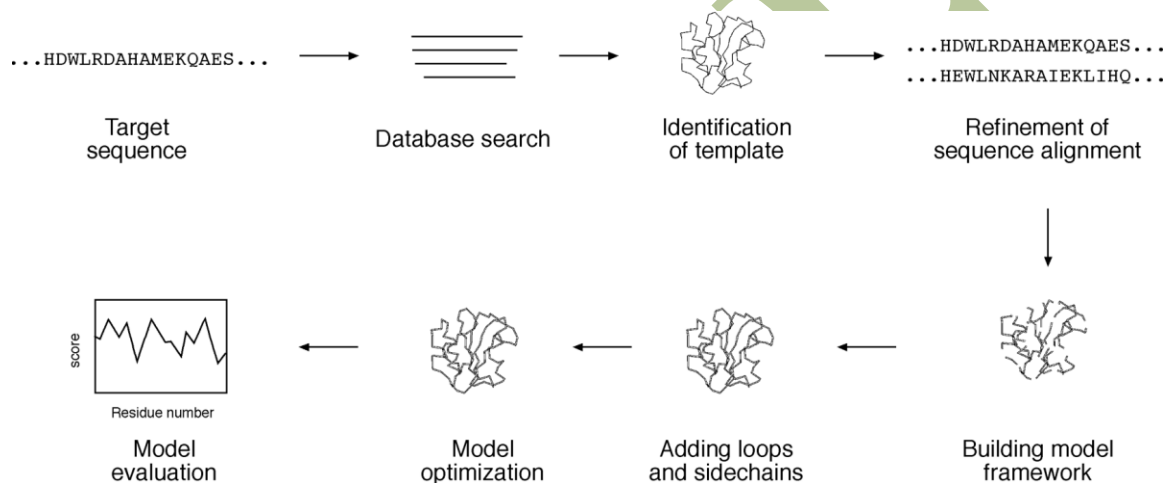 ...HDWLRDAHAMEKQAES...
Target
sequence
Database search
Identification
of template
...HDWLRDAHAMEKQAES...
...HEWLNKARAIEKLIHQ...
Refinement of
sequence alignment
score
Residue number
Model
evaluation
Model
optimization
Adding loops
and sidechains
Building model
framework